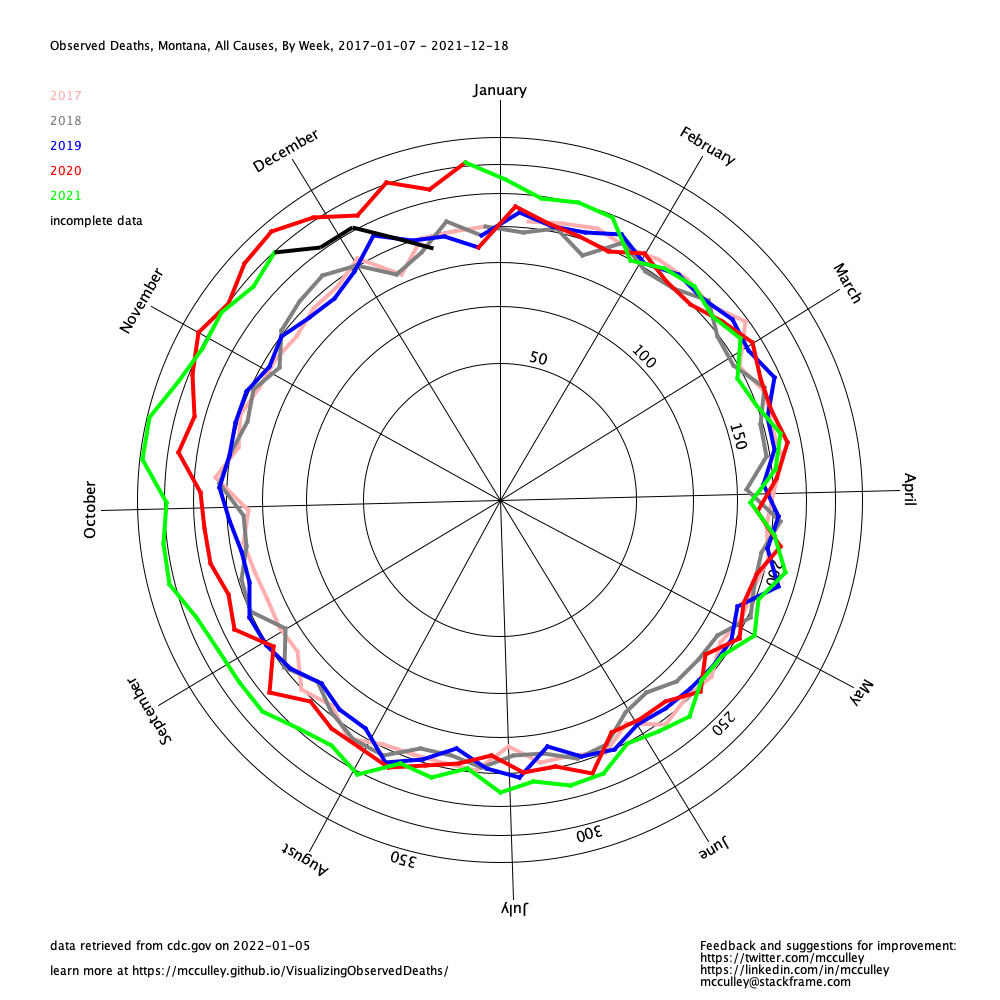 Observed Deaths, Montana, All Causes, By Week, 2017-01-07 - 2021-12-18
2017
2018
2019
2020
2021
incomplete data
January
February
March
April
May
June
July
August
September
October
November
December
50
100
150
200
250
300
350
data retrieved from cdc.gov on 2022-01-05
learn more at https://mcculley.github.io/VisualizingObservedDeaths/
Feedback and suggestions for improvement:
https://twitter.com/mcculley
https://linkedin.com/in/mcculley
mcculley@stackframe.com